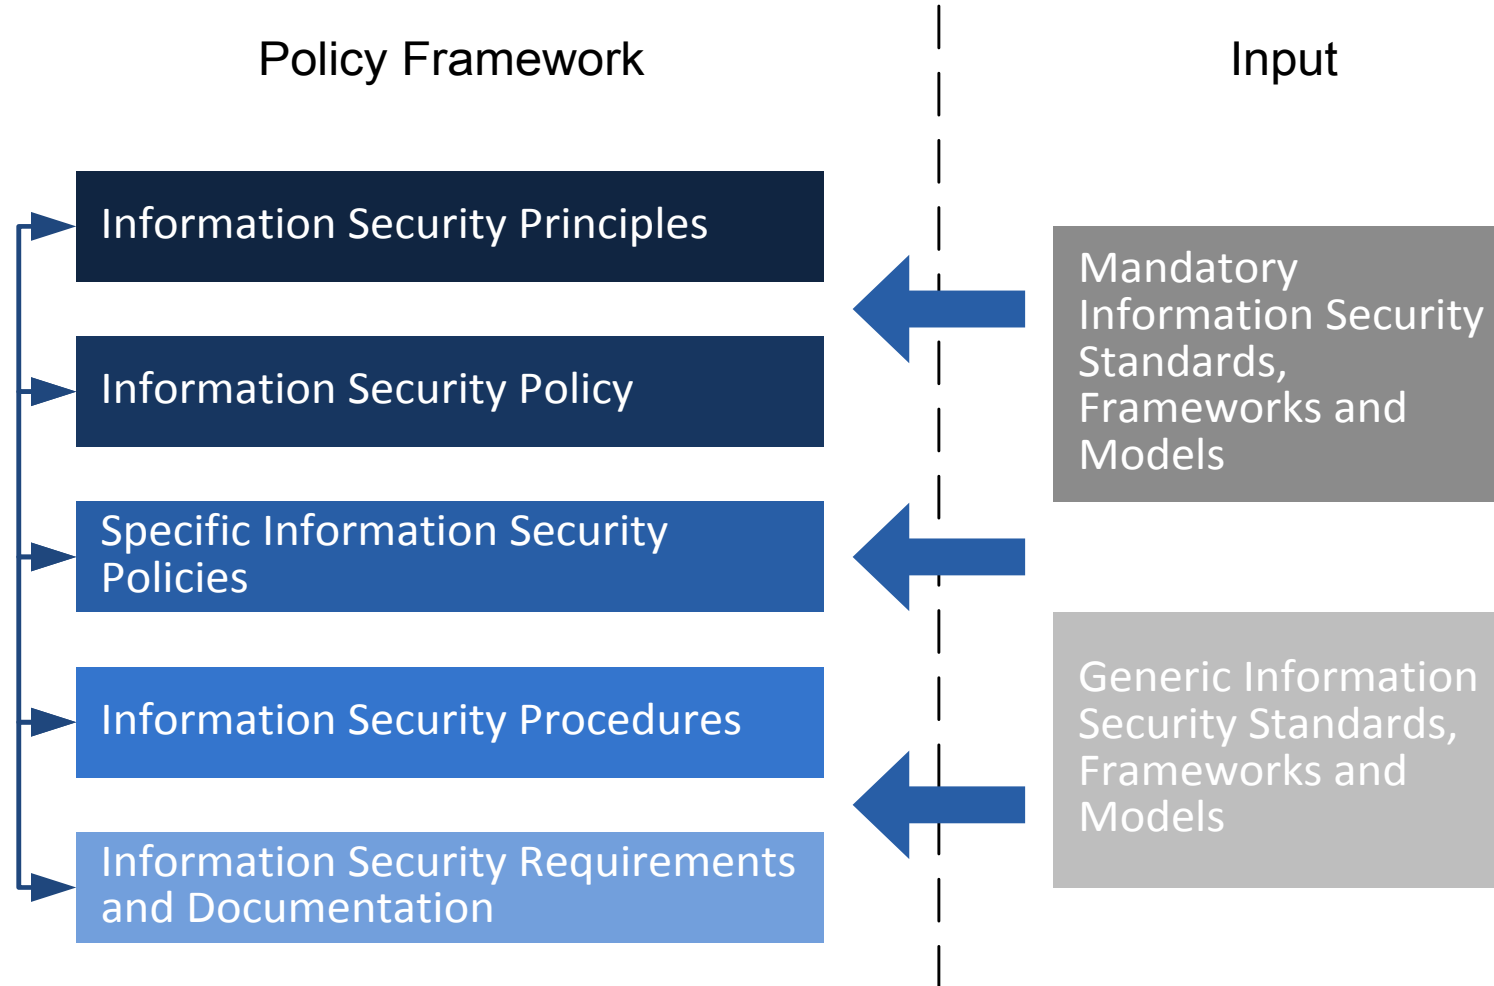 Policy Framework
Input
Information Security Principles
Information Security Policy
Specific Information Security
Policies
Information Security Procedures
Information Security Requirements
and Documentation
Mandatory
Information Security
Standards,
Frameworks and
Models
Generic Information
Security Standards,
Frameworks and
Models